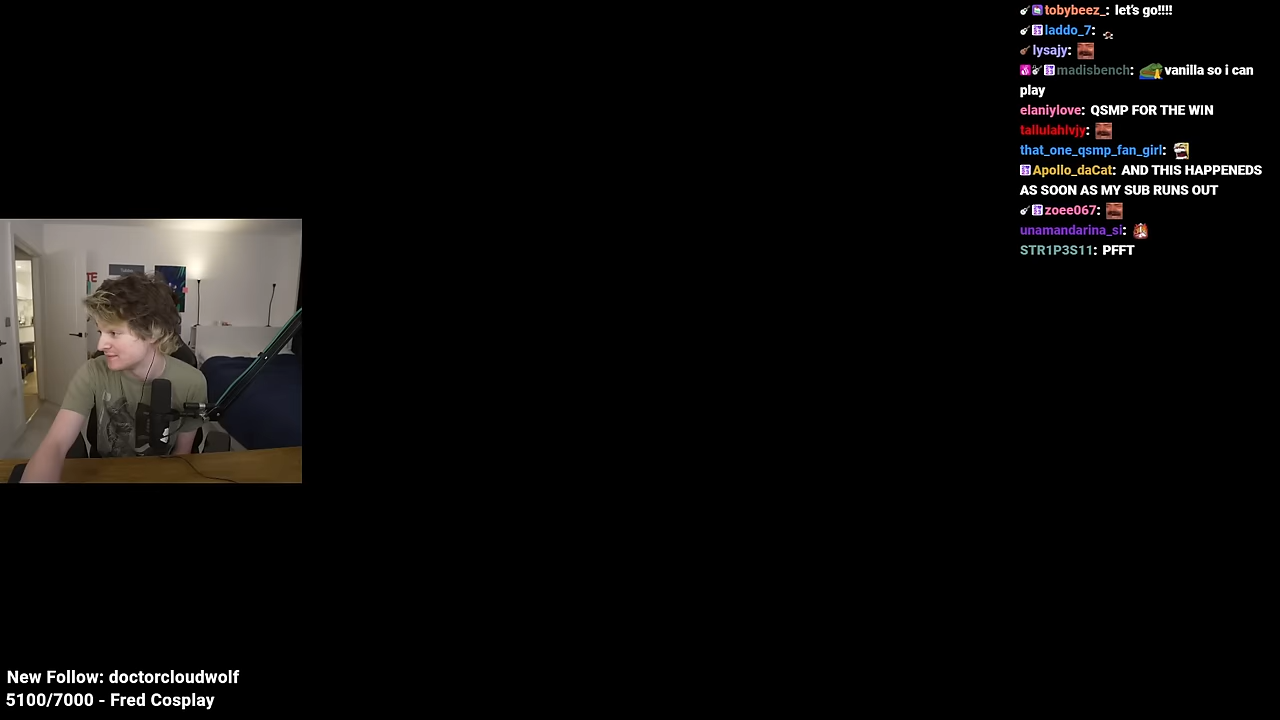 tobybeez_: let's go!!!!
laddo_7:
lysajy:
madisbench: vanilla so i can
play
elaniylove: QSMP FOR THE WIN
tallulahlvjy:
that_one_qsmp_fan_girl:
Apollo_daCat: AND THIS HAPPENEDS
AS SOON AS MY SUB RUNS OUT
zoee067:
unamandarina_si:
STR1P3S11: PFFT
TE
New Follow: doctorcloudwolf
5100/7000 - Fred Cosplay